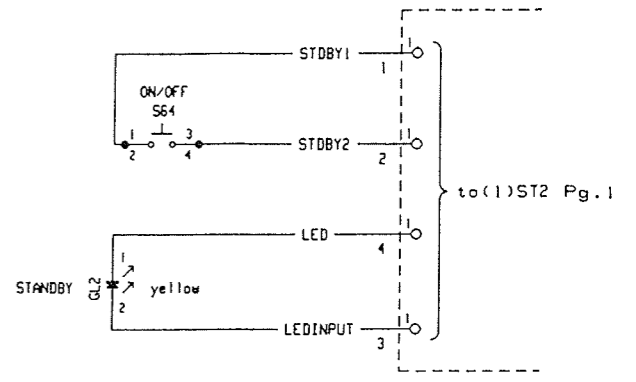 STDBY1
1
1
ON/OFF
S64
1
3
2
4
STDBY2
2
1
to(1)ST2 Pg.1
LED
4
1
1
STANDBY
GL2
yellow
2
LEDINPUT
3
1